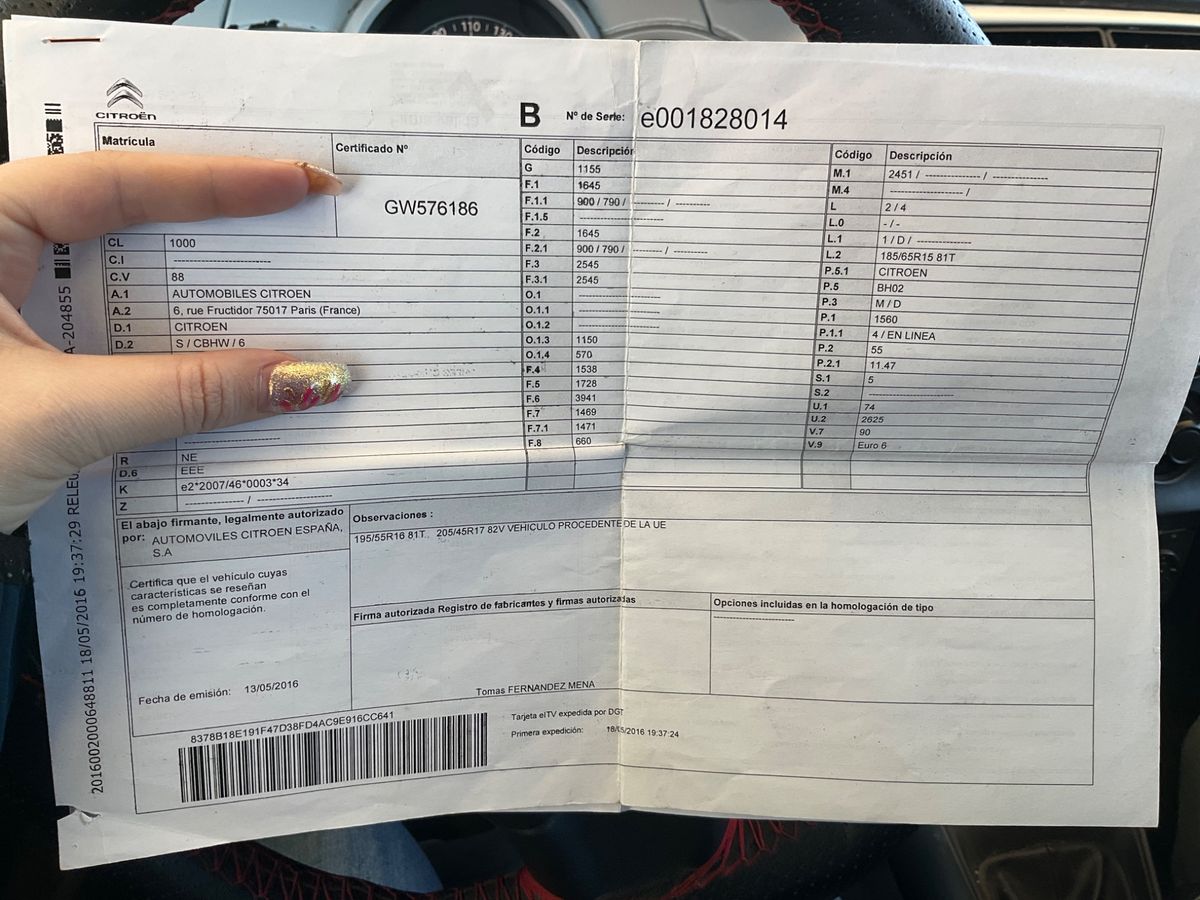 110
CITROËN
B Nº de Serie: e001828014
Matrícula
Certificado Nº
GW576186
CL 1000
C.I ------------------------
C.V 88
A.1 AUTOMOBILES CITROEN
A.2 6, rue Fructidor 75017 Paris (France)
D.1 CITROEN
D.2 S / CBHW / 6
------------------------
R NE
D.6 EEE
K e2*2007/46*0003*34
Z --------------- / -------------------
Código Descripción
G 1155
F.1 1645
F.1.1 900 / 790 / --------- / ---------
F.1.5 ---------------------
F.2 1645
F.2.1 900 / 790 / --------- / ---------
F.3 2545
F.3.1 2545
O.1 ---------------------
O.1.1 ---------------------
O.1.2 ---------------------
O.1.3 1150
O.1.4 570
F.4 1538
F.5 1728
F.6 3941
F.7 1469
F.7.1 1471
F.8 660
Código Descripción
M.1 2451 / --------------- / ---------------
M.4 ------------------- /
L 2 / 4
L.0 - / -
L.1 1 / D / ---------------
L.2 185/65R15 81T
P.5.1 CITROEN
P.5 BH02
P.3 M / D
P.1 1560
P.1.1 4 / EN LINEA
P.2 55
P.2.1 11.47
S.1 5
S.2 ---------------------
U.1 74
U.2 2625
V.7 90
V.9 Euro 6
El abajo firmante, legalmente autorizado
por: AUTOMOVILES CITROEN ESPAÑA,
S.A
Certifica que el vehículo cuyas
características se reseñan
es completamente conforme con el
número de homologación.
Fecha de emisión: 13/05/2016
Observaciones :
195/55R16 81T.. 205/45R17 82V VEHICULO PROCEDENTE DE LA UE
Firma autorizada Registro de fabricantes y firmas autorizadas
Tomas FERNANDEZ MENA
Opciones incluidas en la homologación de tipo
--------------------
8378B18E191F47D38FD4AC9E916CC641
Tarjeta eITV expedida por DGT
Primera expedición: 18/05/2016 19:37:24
2016002000648811 18/05/2016 19:37:29 RELE
A-204855